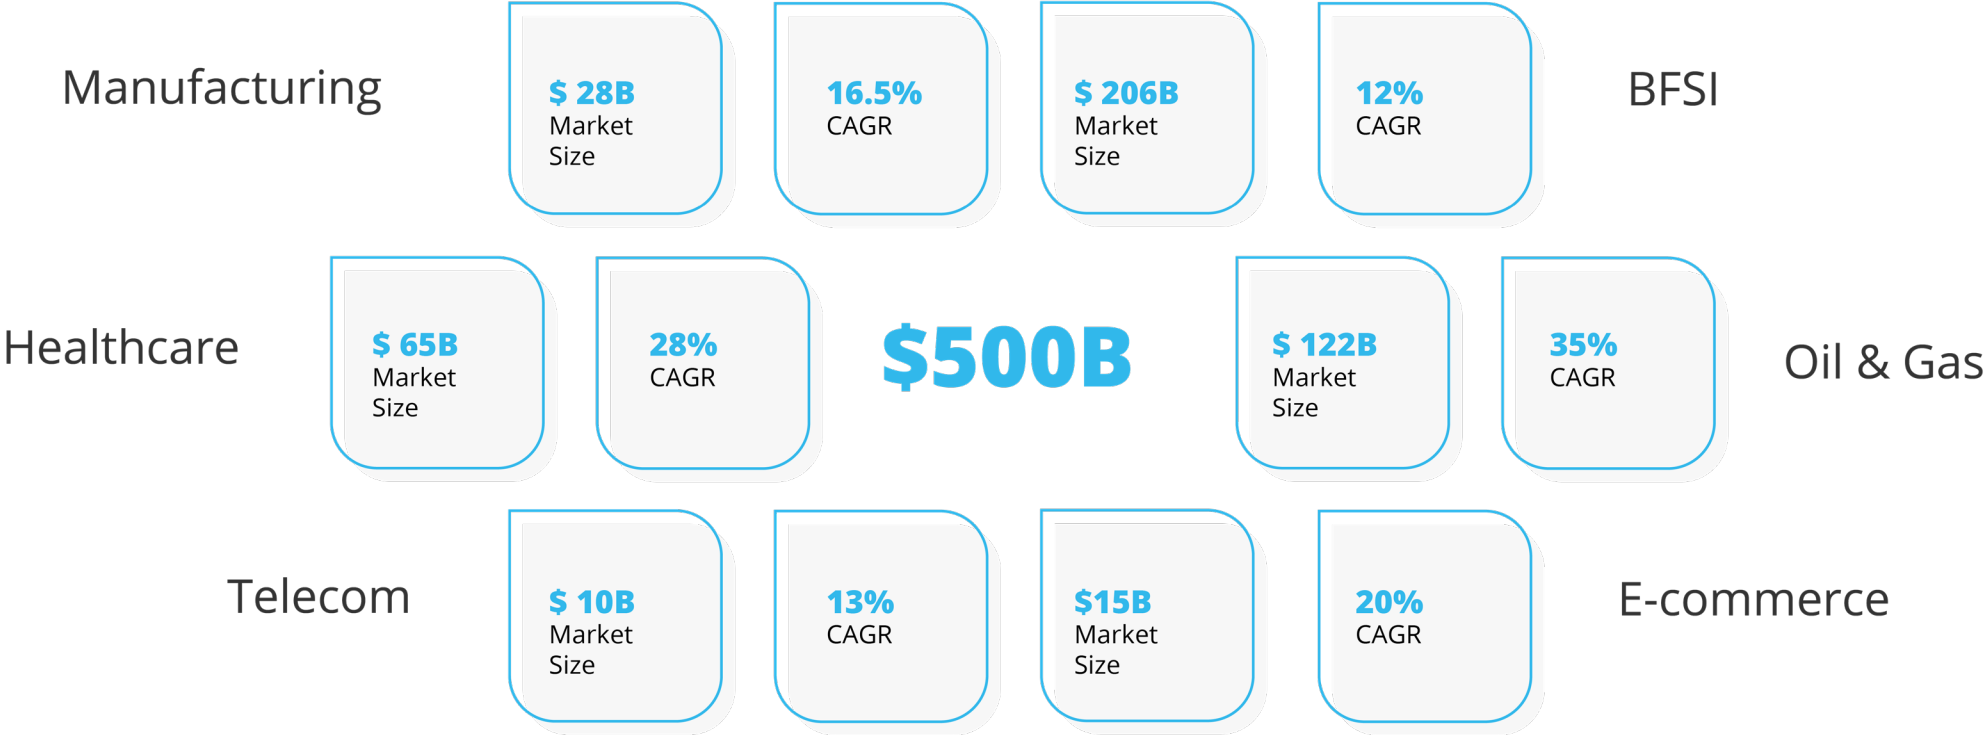 Manufacturing
$ 28B
Market
Size
16.5%
CAGR
$ 206B
Market
Size
12%
CAGR
BFSI
Healthcare
$ 65B
Market
Size
28%
CAGR
$500B
$ 122B
Market
Size
35%
CAGR
Oil & Gas
Telecom
$ 10B
Market
Size
13%
CAGR
$15B
Market
Size
20%
CAGR
E-commerce